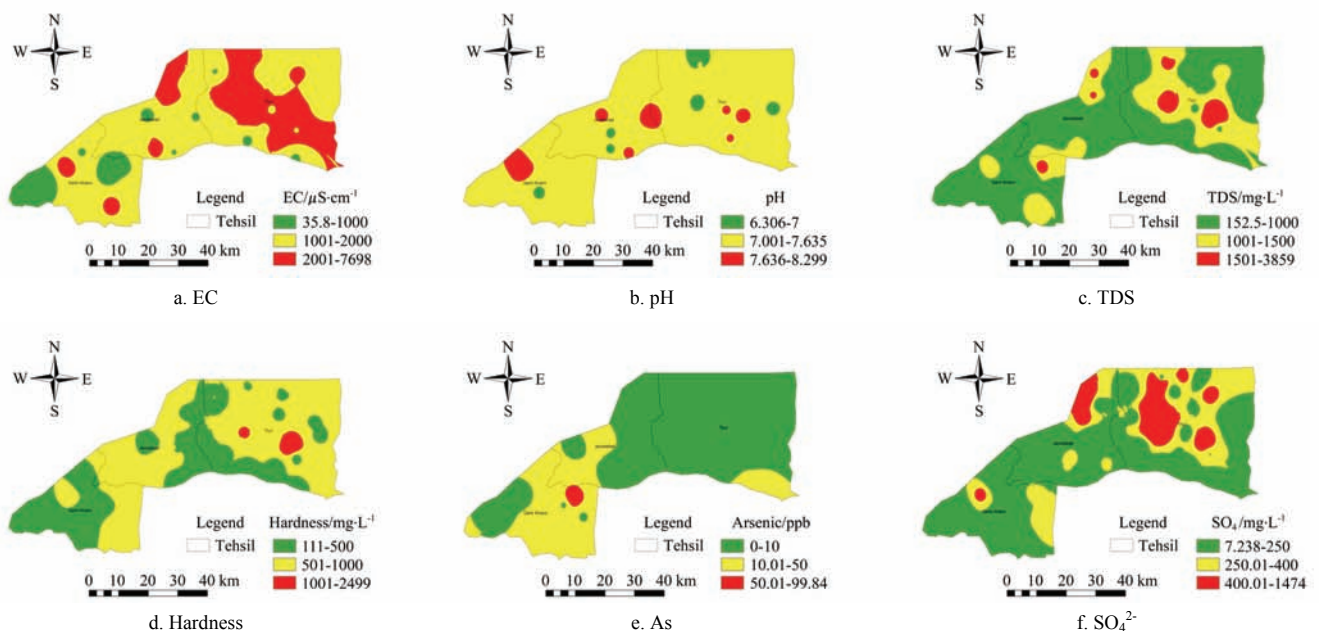 N
W E
S
Legend EC/µS·cm⁻¹
Tehsil 35.8-1000
1001-2000
0 10 20 30 40 km 2001-7698
a. EC
N
W E
S
Legend pH
Tehsil 6.306-7
7.001-7.635
0 10 20 30 40 km 7.636-8.299
b. pH
N
W E
S
Legend TDS/mg·L⁻¹
Tehsil 152.5-1000
1001-1500
0 10 20 30 40 km 1501-3859
c. TDS
N
W E
S
Legend Hardness/mg·L⁻¹
Tehsil 111-500
501-1000
0 10 20 30 40 km 1001-2499
d. Hardness
N
W E
S
Legend Arsenic/ppb
Tehsil 0-10
10.01-50
0 10 20 30 40 km 50.01-99.84
e. As
N
W E
S
Legend SO₄/mg·L⁻¹
Tehsil 7.238-250
250.01-400
0 10 20 30 40 km 400.01-1474
f. SO₄²⁻